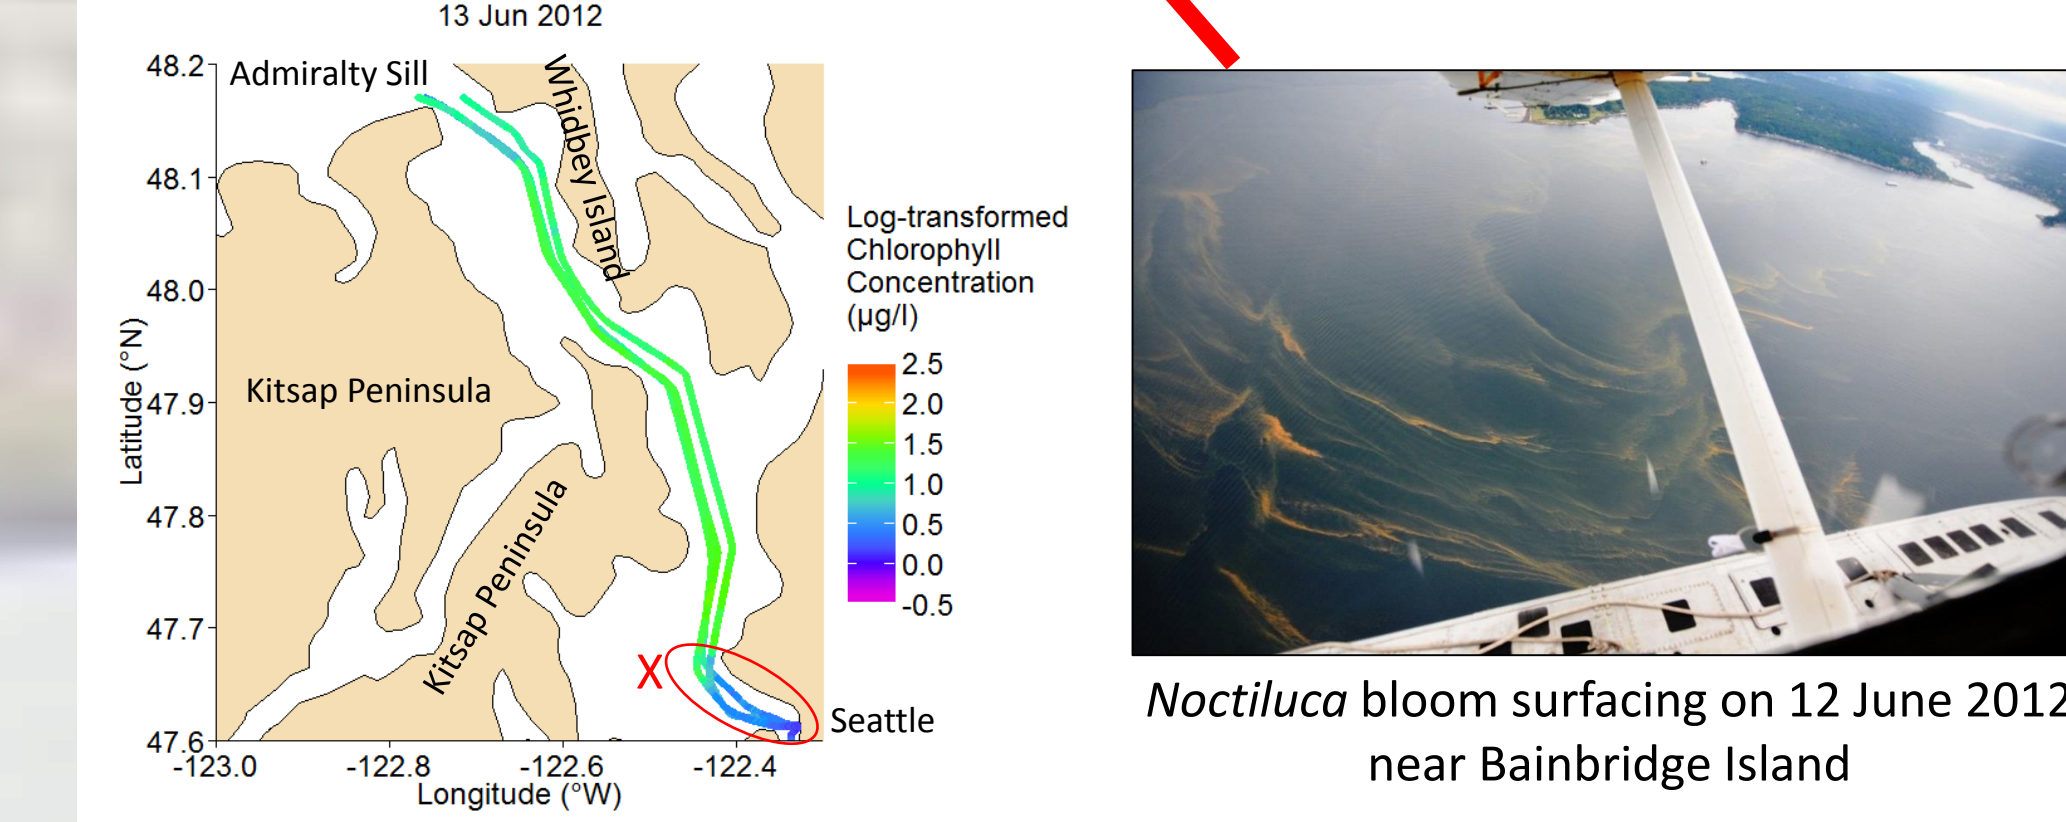 13 Jun 2012
48.2
Admiralty Sill
Whidbey Island
48.1
48.0
47.9
47.8
47.7
47.6
Latitude (°N)
Kitsap Peninsula
Kitsap Peninsula
X
Seattle
-123.0
-122.8
-122.6
-122.4
Longitude (°W)
Log-transformed
Chlorophyll
Concentration
(µg/l)
2.5
2.0
1.5
1.0
0.5
0.0
-0.5
Noctiluca bloom surfacing on 12 June 2012
near Bainbridge Island